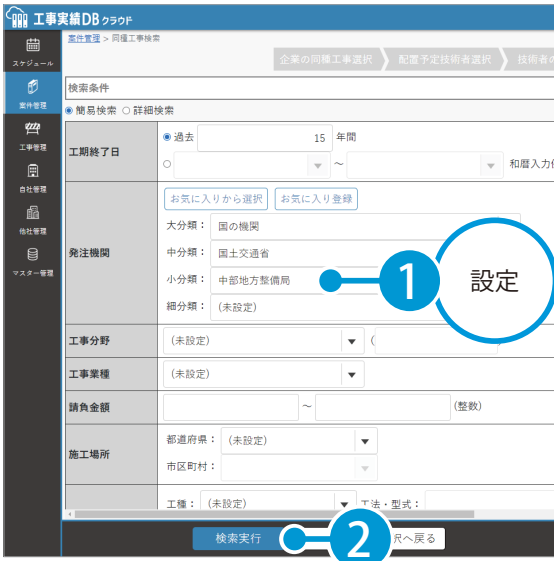 工事実績DBクラウド
スケジュール
案件管理
工事管理
自社管理
他社管理
マスター管理
案件管理 > 同種工事検索
企業の同種工事選択
配置予定技術者選択
技術者の
検索条件
簡易検索 詳細検索
工期終了日
過去 15 年間
～ 和暦入力
発注機関
お気に入りから選択 お気に入り登録
大分類： 国の機関
中分類： 国土交通省
小分類： 中部地方整備局
細分類： (未設定)
1
設定
工事分野 (未設定) (
工事業種 (未設定)
請負金額 ～ (整数)
施工場所
都道府県： (未設定)
市区町村：
工種： (未設定) 工法・型式：
検索実行
2
へ戻る